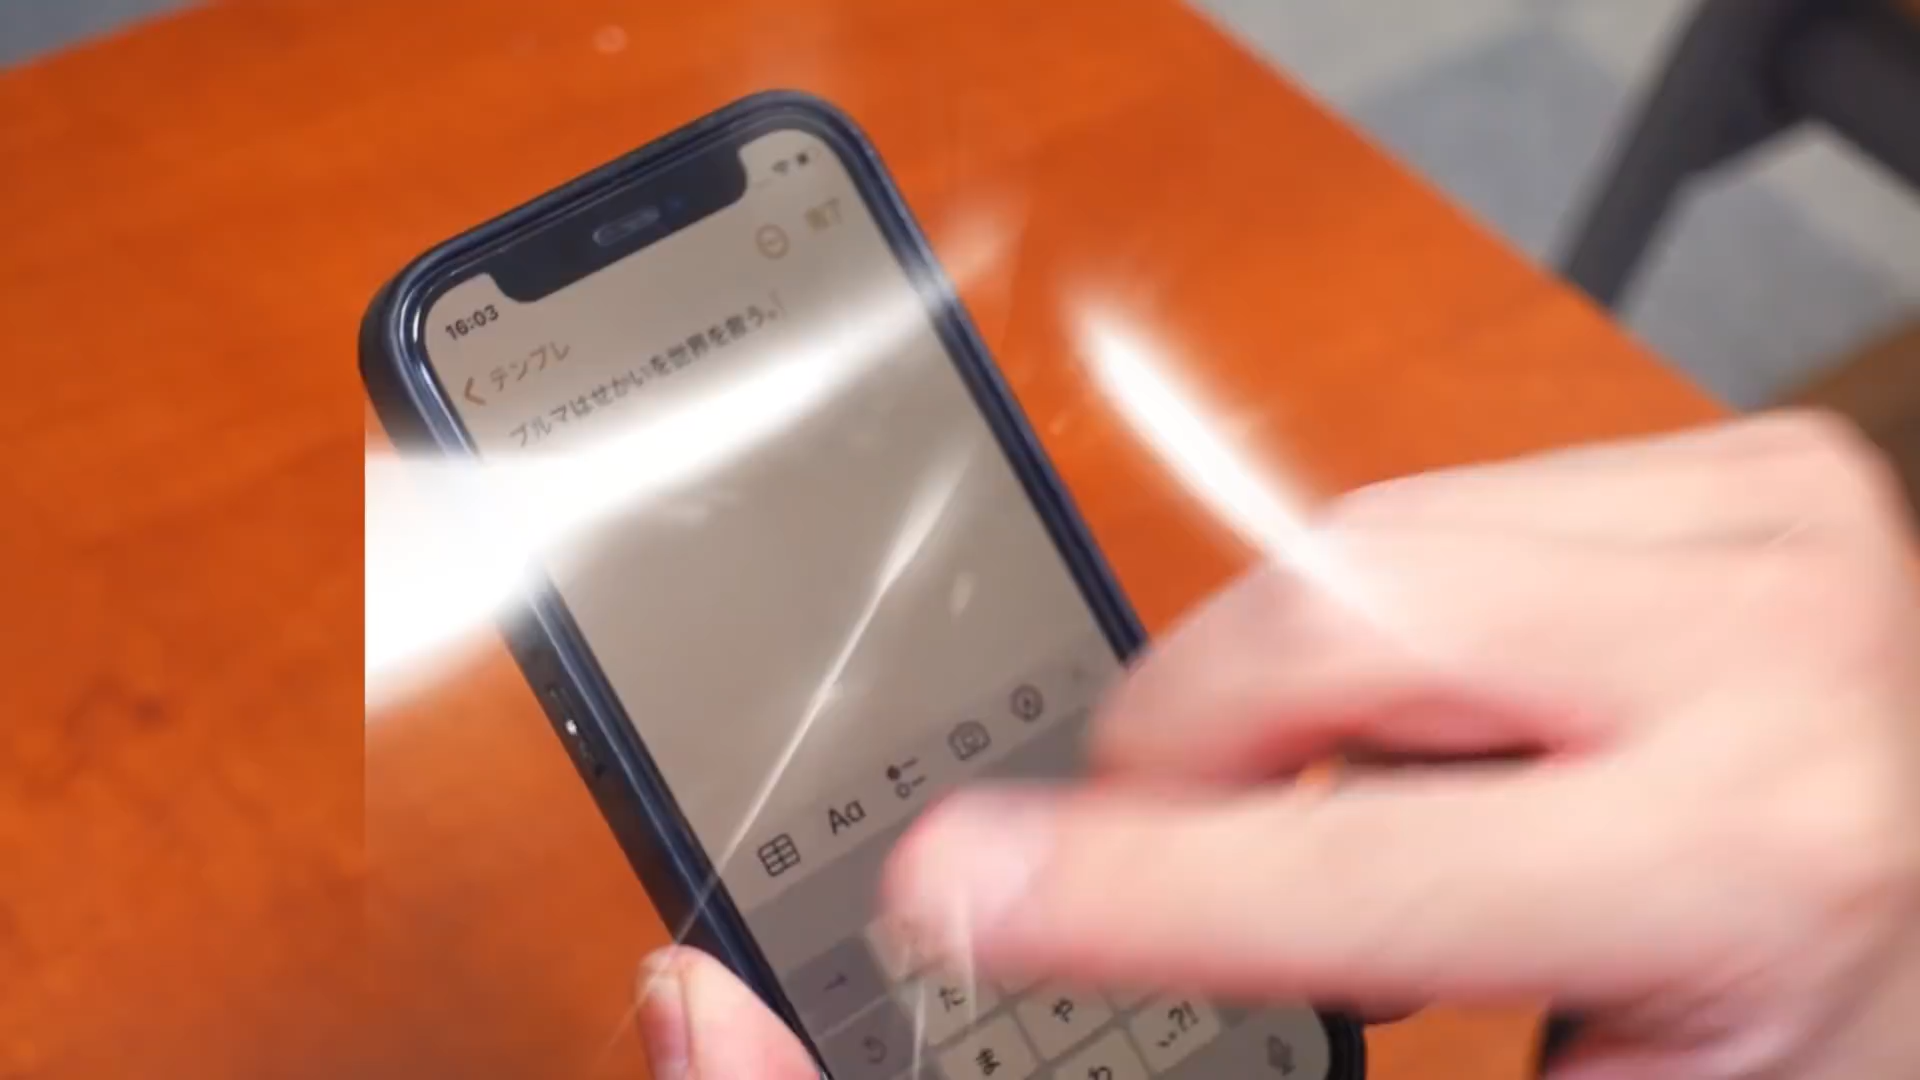 16:03
完了
テンプレ
ブルマはせかいを世界を救う。
Aa
た
や
ま
わ
、。?!